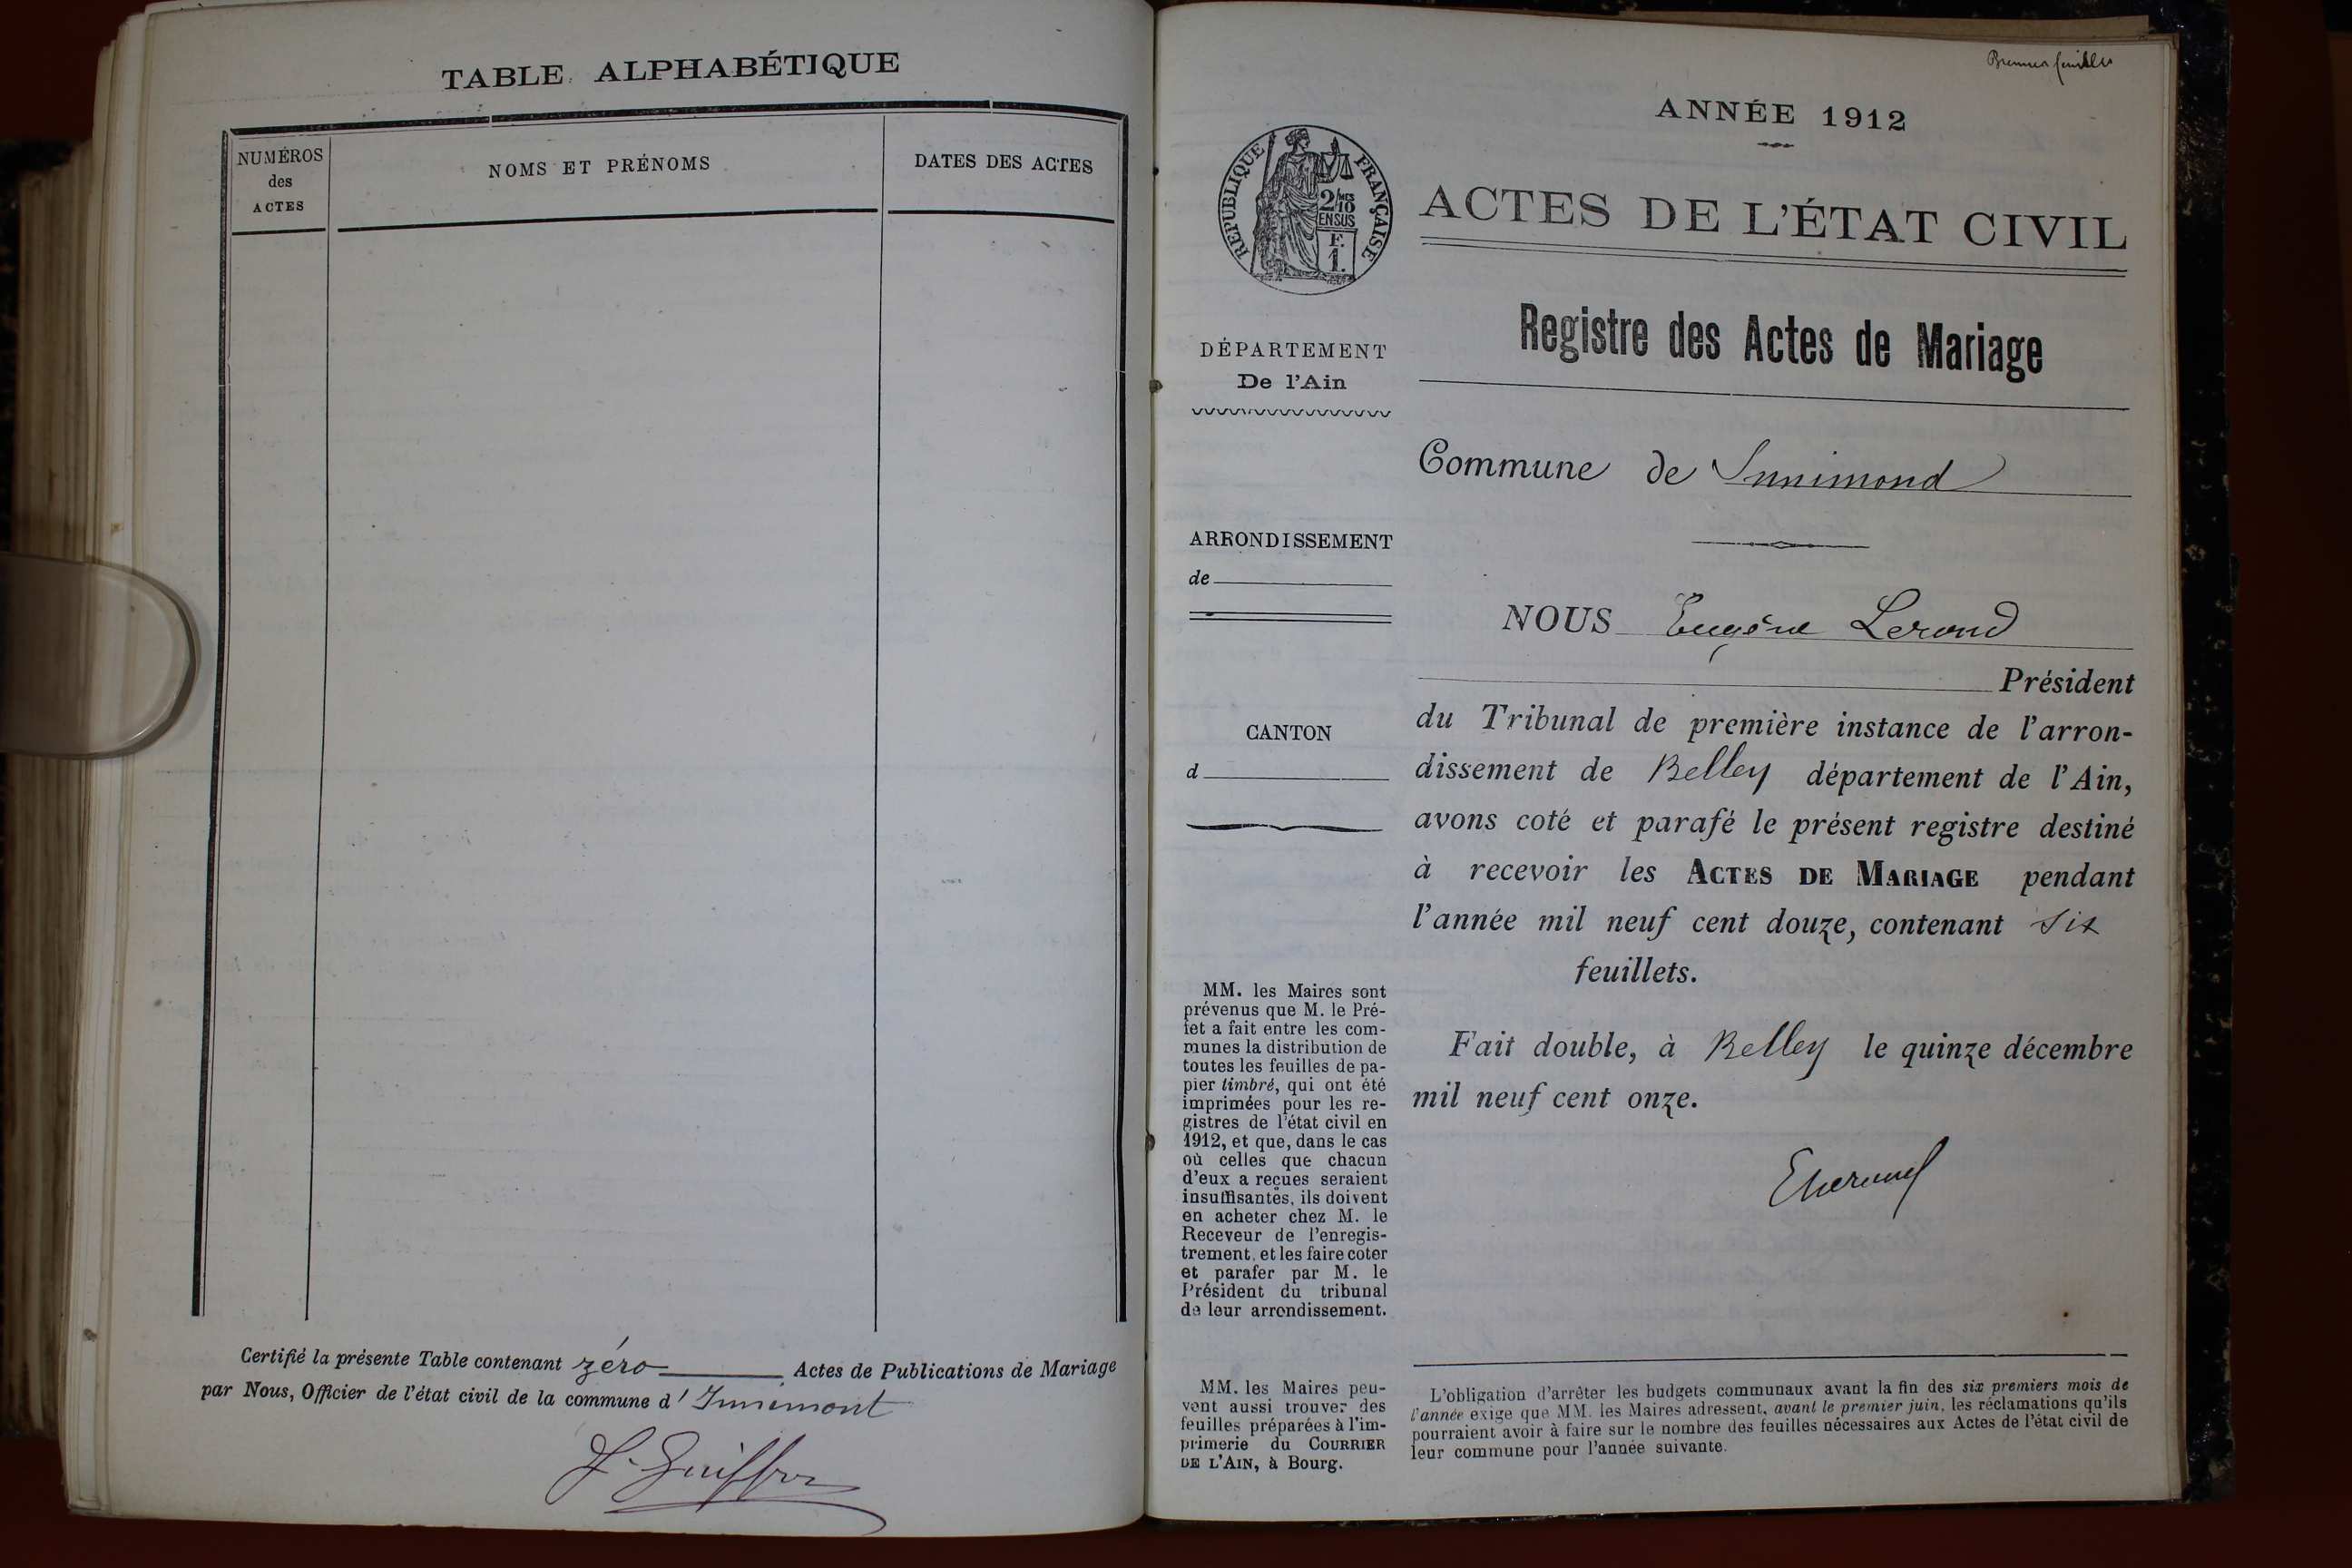 TABLE ALPHABÉTIQUE
NUMÉROS
des
ACTES
NOMS ET PRÉNOMS
DATES DES ACTES
Certifié la présente Table contenant zéro Actes de Publications de Mariage
par Nous, Officier de l'état civil de la commune d'Innimont
ANNÉE 1912
RÉPUBLIQUE FRANÇAISE
2/10 MES
EN SUS
F.
1.
ACTES DE L'ÉTAT CIVIL
Registre des Actes de Mariage
DÉPARTEMENT
De l'Ain
Commune de Innimond
ARRONDISSEMENT
de
CANTON
d
NOUS Eugène Lerond
Président
du Tribunal de première instance de l'arron-
dissement de Belley département de l'Ain,
avons coté et parafé le présent registre destiné
à recevoir les ACTES DE MARIAGE pendant
l'année mil neuf cent douze, contenant six
feuillets.
Fait double, à Belley le quinze décembre
mil neuf cent onze.
MM. les Maires sont
prévenus que M. le Pré-
fet a fait entre les com-
munes la distribution de
toutes les feuilles de pa-
pier timbré, qui ont été
imprimées pour les re-
gistres de l'état civil en
1912, et que, dans le cas
où celles que chacun
d'eux a reçues seraient
insuffisantes, ils doivent
en acheter chez M. le
Receveur de l'enregis-
trement, et les faire coter
et parafer par M. le
Président du tribunal
de leur arrondissement.
MM. les Maires peu-
vent aussi trouver des
feuilles préparées à l'im-
primerie du COURRIER
DE L'AIN, à Bourg.
L'obligation d'arrêter les budgets communaux avant la fin des six premiers mois de
l'année exige que MM. les Maires adressent, avant le premier juin, les réclamations qu'ils
pourraient avoir à faire sur le nombre des feuilles nécessaires aux Actes de l'état civil de
leur commune pour l'année suivante.